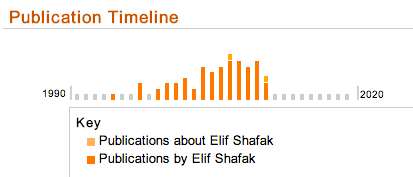 Publication Timeline
1990 2020
Key
Publications about Elif Shafak
Publications by Elif Shafak